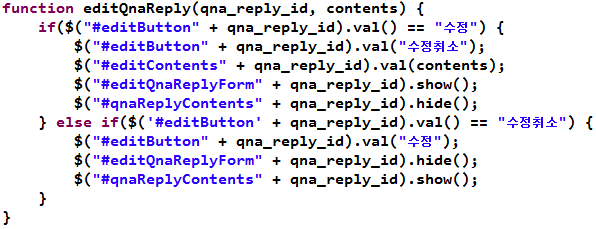 function editQnaReply(qna_reply_id, contents) {
    if($("#editButton" + qna_reply_id).val() == "수정") {
        $("#editButton" + qna_reply_id).val("수정취소");
        $("#editContents" + qna_reply_id).val(contents);
        $("#editQnaReplyForm" + qna_reply_id).show();
        $("#qnaReplyContents" + qna_reply_id).hide();
    } else if($('#editButton' + qna_reply_id).val() == "수정취소") {
        $("#editButton" + qna_reply_id).val("수정");
        $("#editQnaReplyForm" + qna_reply_id).hide();
        $("#qnaReplyContents" + qna_reply_id).show();
    }
}